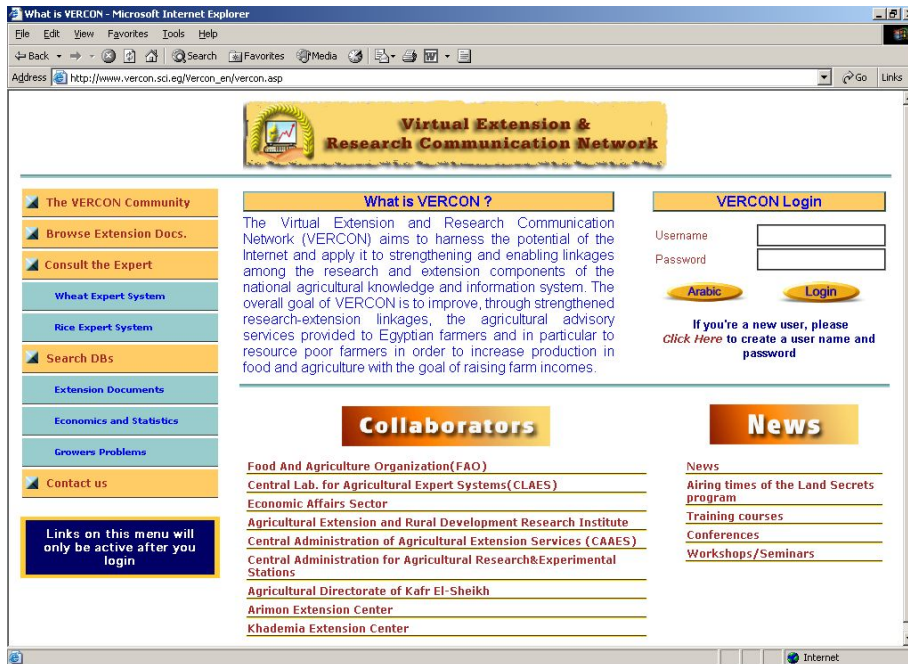 What is VERCON - Microsoft Internet Explorer
File Edit View Favorites Tools Help
Back Search Favorites Media
Address http://www.vercon.sci.eg/Vercon_en/vercon.asp Go Links
Virtual Extension &
Research Communication Network
The VERCON Community
Browse Extension Docs.
Consult the Expert
Wheat Expert System
Rice Expert System
Search DBs
Extension Documents
Economics and Statistics
Growers Problems
Contact us
Links on this menu will
only be active after you
login
What is VERCON ?
The Virtual Extension and Research Communication
Network (VERCON) aims to harness the potential of the
Internet and apply it to strengthening and enabling linkages
among the research and extension components of the
national agricultural knowledge and information system. The
overall goal of VERCON is to improve, through strengthened
research-extension linkages, the agricultural advisory
services provided to Egyptian farmers and in particular to
resource poor farmers in order to increase production in
food and agriculture with the goal of raising farm incomes.
VERCON Login
Username
Password
Arabic Login
If you're a new user, please
Click Here to create a user name and
password
Collaborators
Food And Agriculture Organization(FAO)
Central Lab. for Agricultural Expert Systems(CLAES)
Economic Affairs Sector
Agricultural Extension and Rural Development Research Institute
Central Administration of Agricultural Extension Services (CAAES)
Central Administration for Agricultural Research&Experimental
Stations
Agricultural Directorate of Kafr El-Sheikh
Arimon Extension Center
Khademia Extension Center
News
News
Airing times of the Land Secrets
program
Training courses
Conferences
Workshops/Seminars
Internet